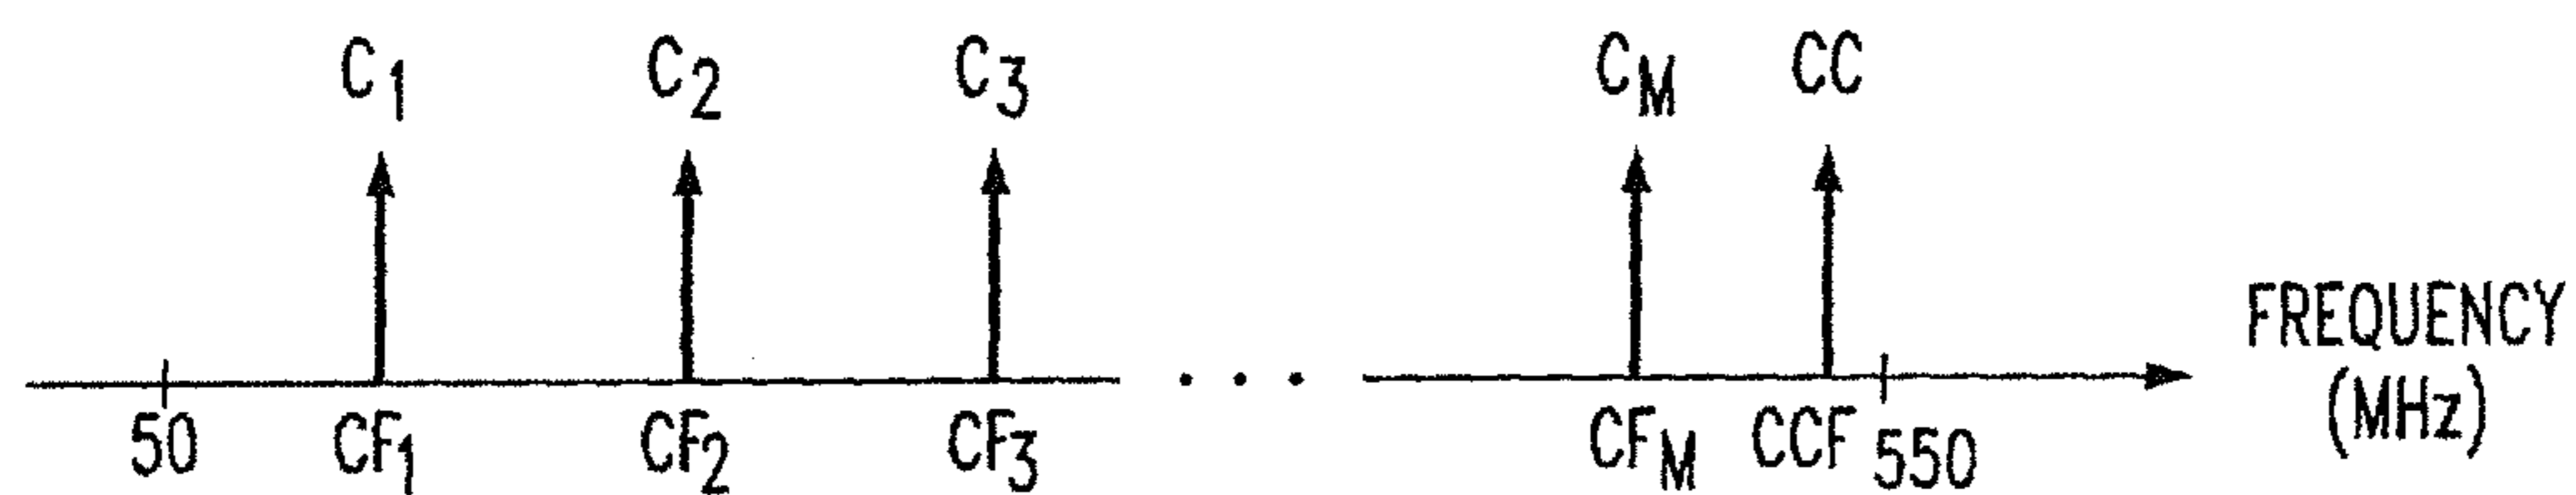 C1 C2 C3 CM CC
50 CF1 CF2 CF3 . . . CFM CCF 550
FREQUENCY
(MHz)